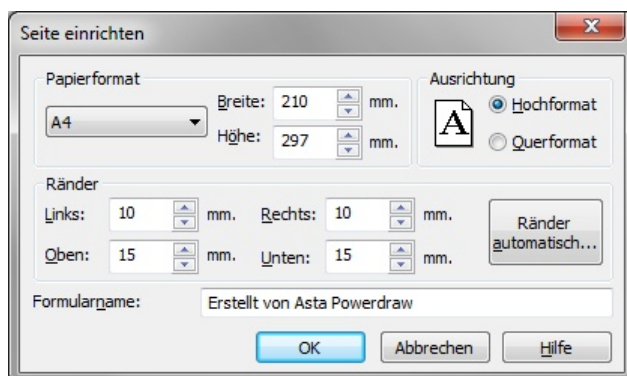 Seite einrichten
Papierformat
A4
Breite: 210 mm.
Höhe: 297 mm.
Ausrichtung
A
Hochformat
Querformat
Ränder
Links: 10 mm. Rechts: 10 mm.
Oben: 15 mm. Unten: 15 mm.
Ränder
automatisch...
Formularname: Erstellt von Asta Powerdraw
OK Abbrechen Hilfe